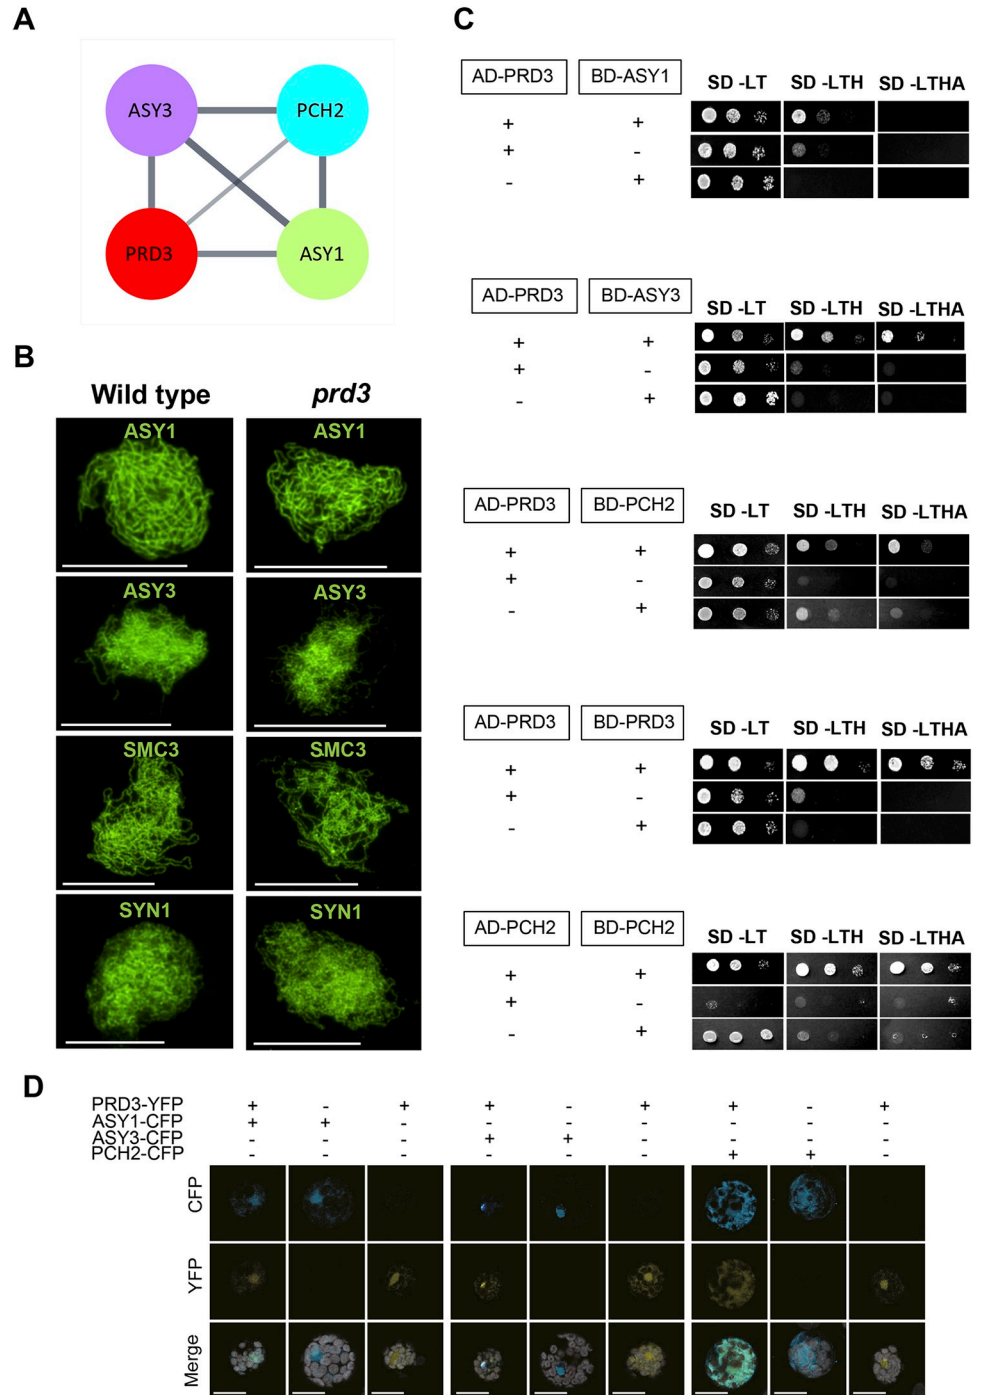 A
ASY3
PCH2
PRD3
ASY1
B
Wild type
prd3
ASY1
ASY1
ASY3
ASY3
SMC3
SMC3
SYN1
SYN1
C
AD-PRD3 BD-ASY1 SD -LT SD -LTH SD -LTHA
+ +
+ -
- +
AD-PRD3 BD-ASY3 SD -LT SD -LTH SD -LTHA
+ +
+ -
- +
AD-PRD3 BD-PCH2 SD -LT SD -LTH SD -LTHA
+ +
+ -
- +
AD-PRD3 BD-PRD3 SD -LT SD -LTH SD -LTHA
+ +
+ -
- +
AD-PCH2 BD-PCH2 SD -LT SD -LTH SD -LTHA
+ +
+ -
- +
D
PRD3-YFP + - + + - + + - +
ASY1-CFP + + - - - - - - -
ASY3-CFP - - - + + - - - -
PCH2-CFP - - - - - - + + -
CFP
YFP
Merge